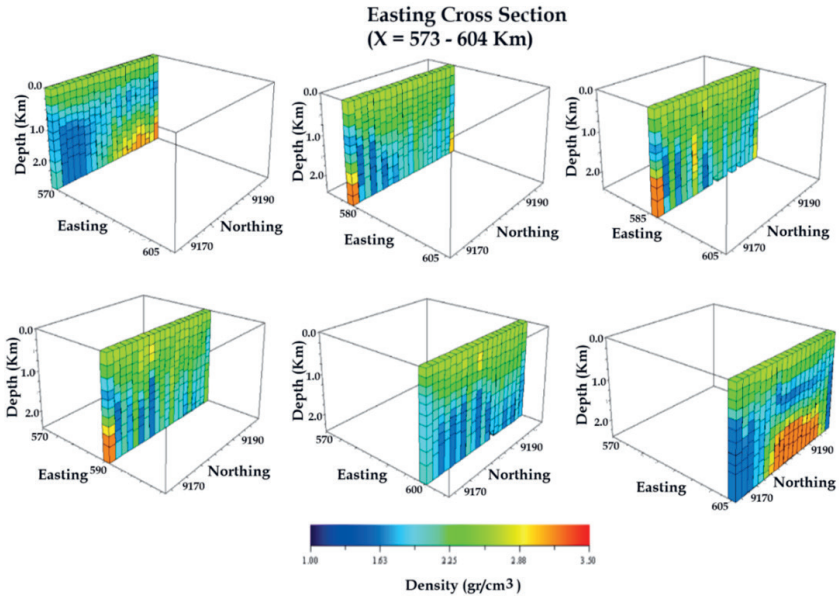 Easting Cross Section
(X = 573 - 604 Km)
0.0
1.0
2.0
Depth (Km)
570
Easting
605
9170
Northing
9190
0.0
1.0
2.0
Depth (Km)
580
Easting
605
9170
Northing
9190
0.0
1.0
2.0
Depth (Km)
585
Easting
605
9170
Northing
9190
0.0
1.0
2.0
Depth (Km)
570
Easting
590
9170
Northing
9190
0.0
1.0
2.0
Depth (Km)
570
Easting
600
9170
Northing
9190
0.0
1.0
2.0
Depth (Km)
570
Easting
605
9170
Northing
9190
1.00 1.63 2.25 2.88 3.50
Density (gr/cm3)